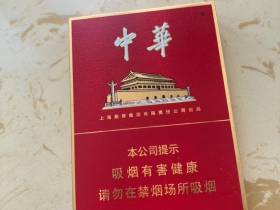 中華
上海烟草集团有限责任公司出品
本公司提示
吸烟有害健康
请勿在禁烟场所吸烟